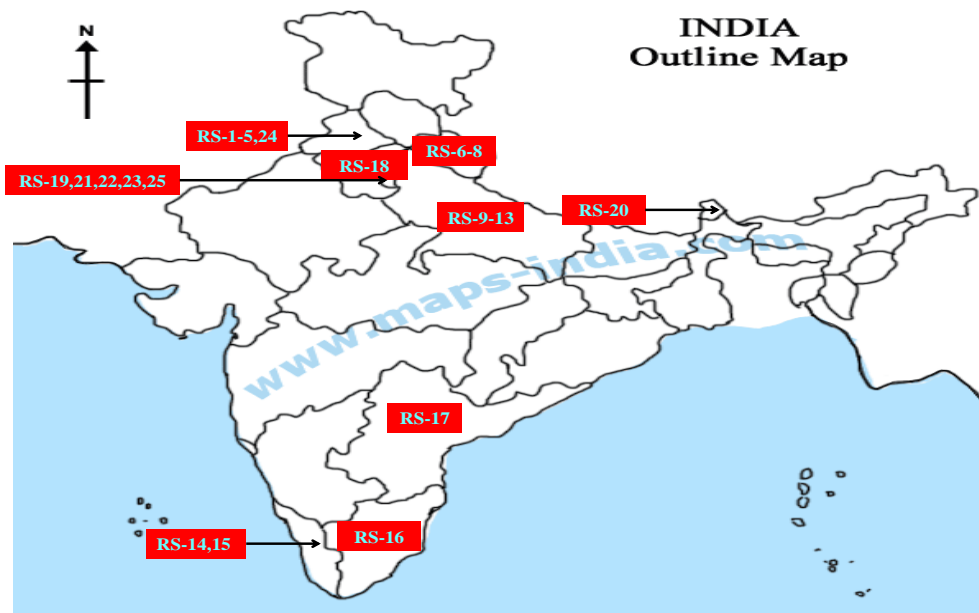 INDIA
Outline Map
N
RS-1-5,24
RS-6-8
RS-18
RS-19,21,22,23,25
RS-9-13
RS-20
www.maps-india.com
RS-17
RS-16
RS-14,15